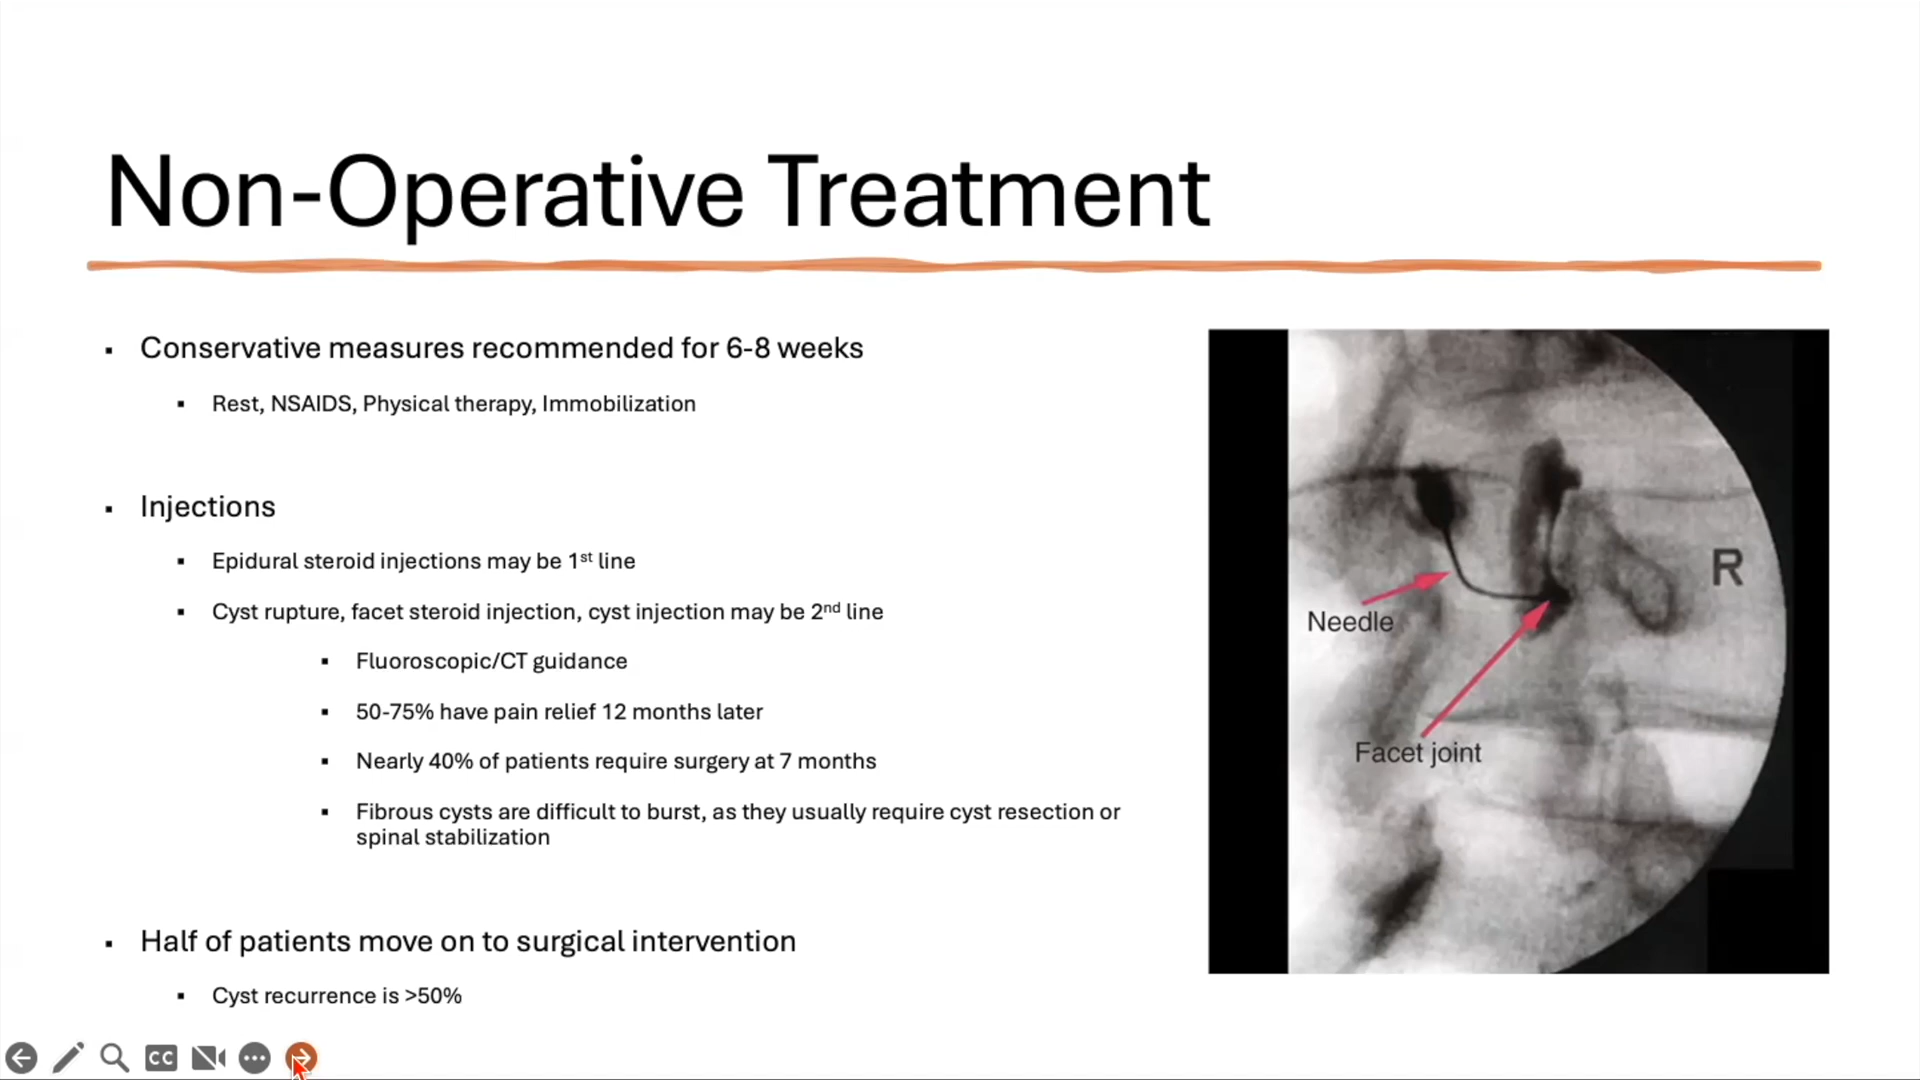 Non-Operative Treatment
▪ Conservative measures recommended for 6-8 weeks
▪ Rest, NSAIDS, Physical therapy, Immobilization
▪ Injections
▪ Epidural steroid injections may be 1st line
▪ Cyst rupture, facet steroid injection, cyst injection may be 2nd line
▪ Fluoroscopic/CT guidance
▪ 50-75% have pain relief 12 months later
▪ Nearly 40% of patients require surgery at 7 months
▪ Fibrous cysts are difficult to burst, as they usually require cyst resection or
spinal stabilization
▪ Half of patients move on to surgical intervention
▪ Cyst recurrence is >50%
R
Needle
Facet joint
CC